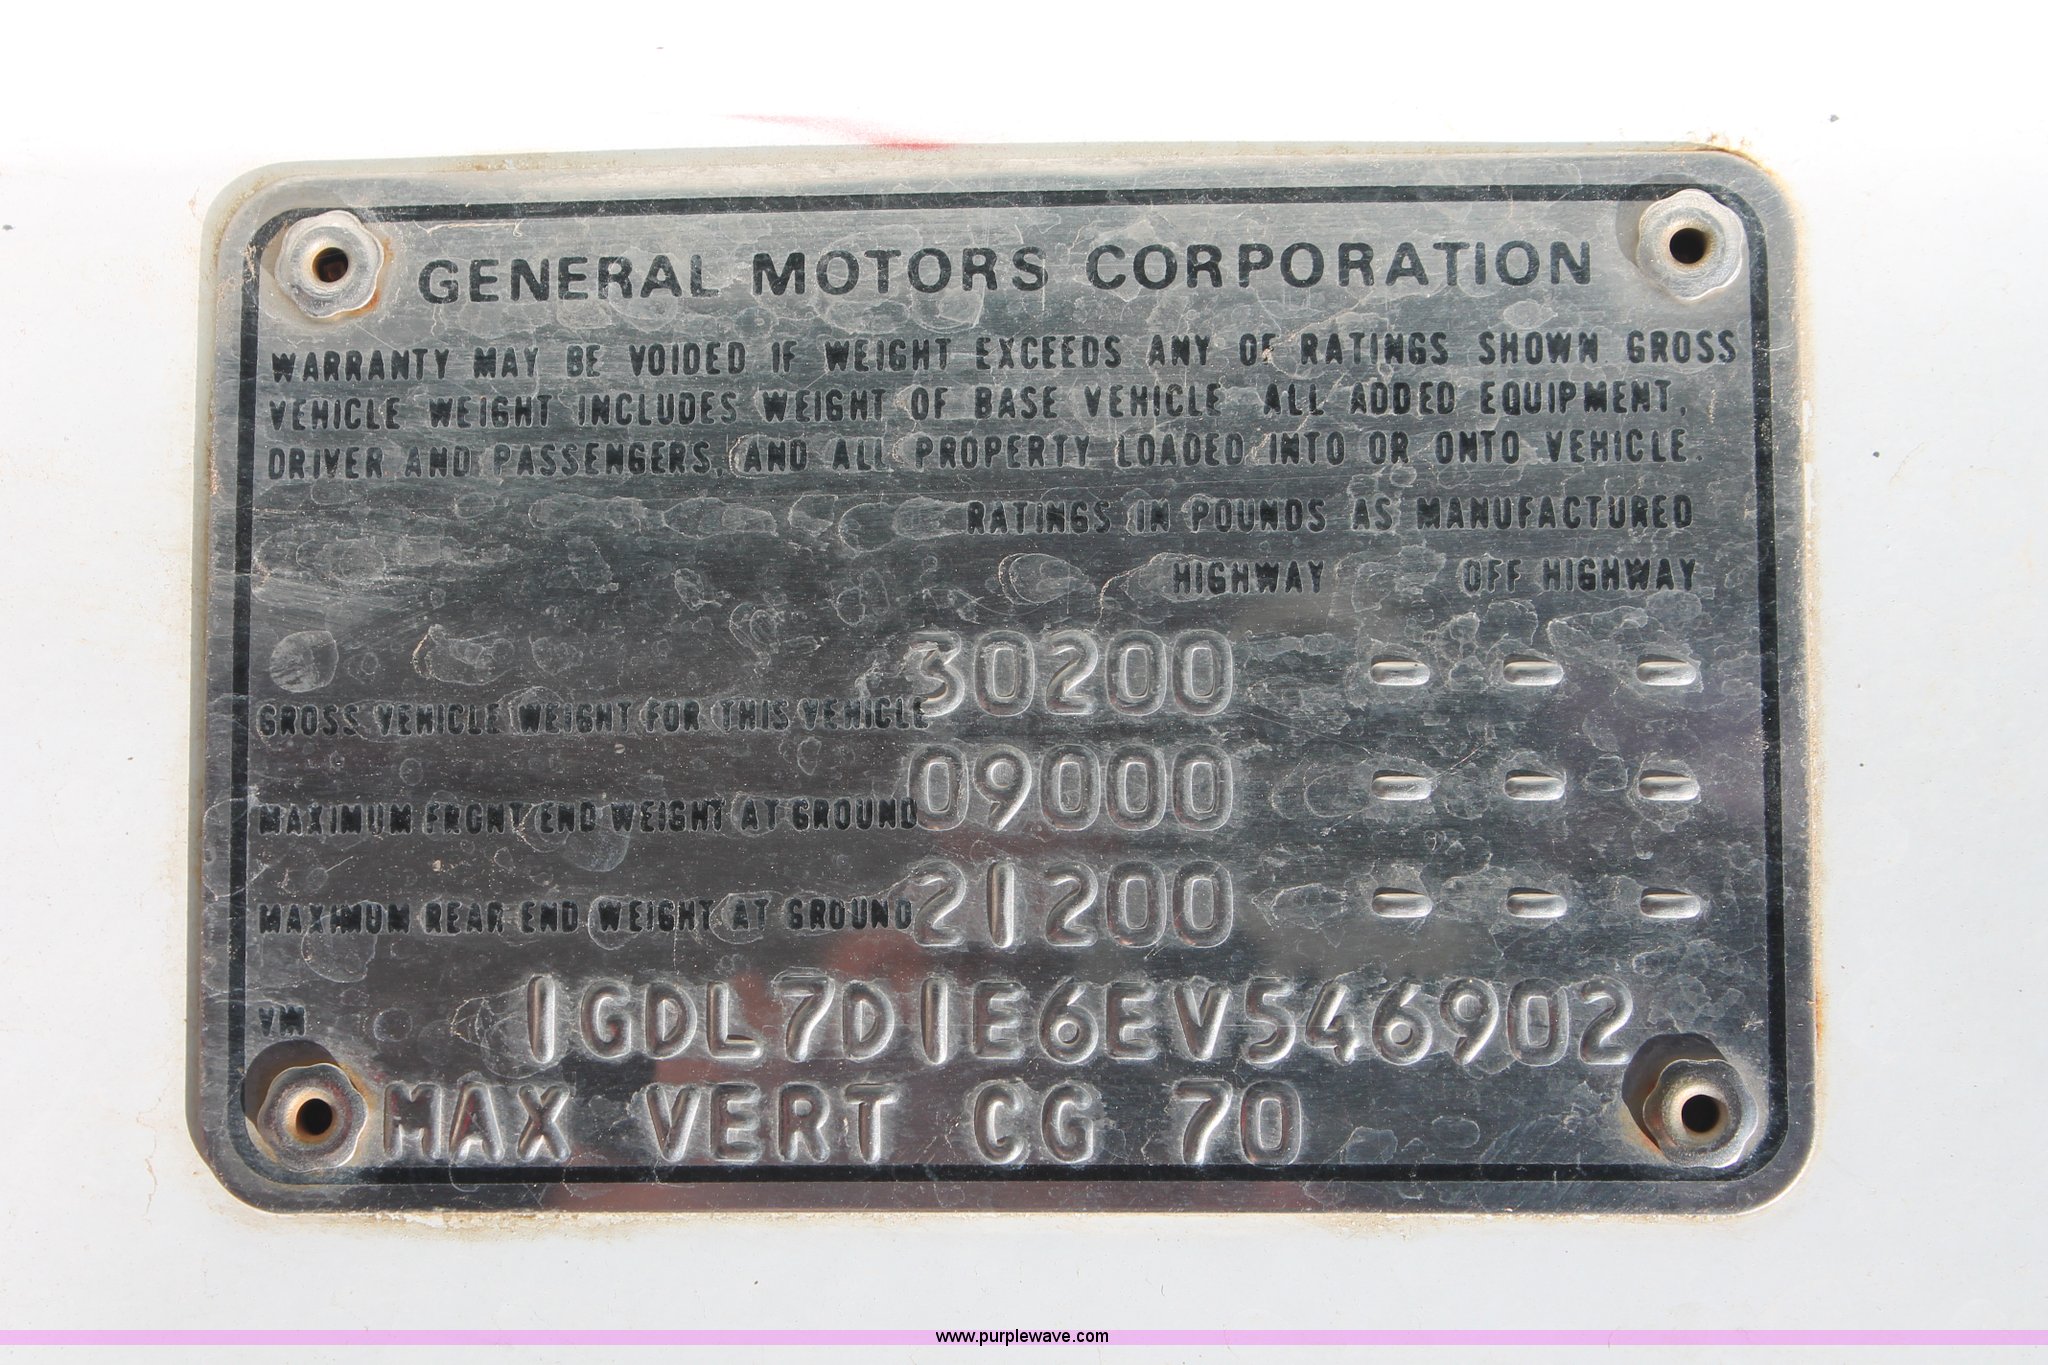 GENERAL MOTORS CORPORATION
WARRANTY MAY BE VOIDED IF WEIGHT EXCEEDS ANY OF RATINGS SHOWN GROSS
VEHICLE WEIGHT INCLUDES WEIGHT OF BASE VEHICLE ALL ADDED EQUIPMENT,
DRIVER AND PASSENGERS, AND ALL PROPERTY LOADED INTO OR ONTO VEHICLE.
RATINGS IN POUNDS AS MANUFACTURED
HIGHWAY OFF HIGHWAY
GROSS VEHICLE WEIGHT FOR THIS VEHICLE 30200 - - -
MAXIMUM FRONT END WEIGHT AT GROUND 09000 - - -
MAXIMUM REAR END WEIGHT AT GROUND 21200 - - -
VIN 1GDL7D1E6EV546902
MAX VERT CG 70
www.purplewave.com